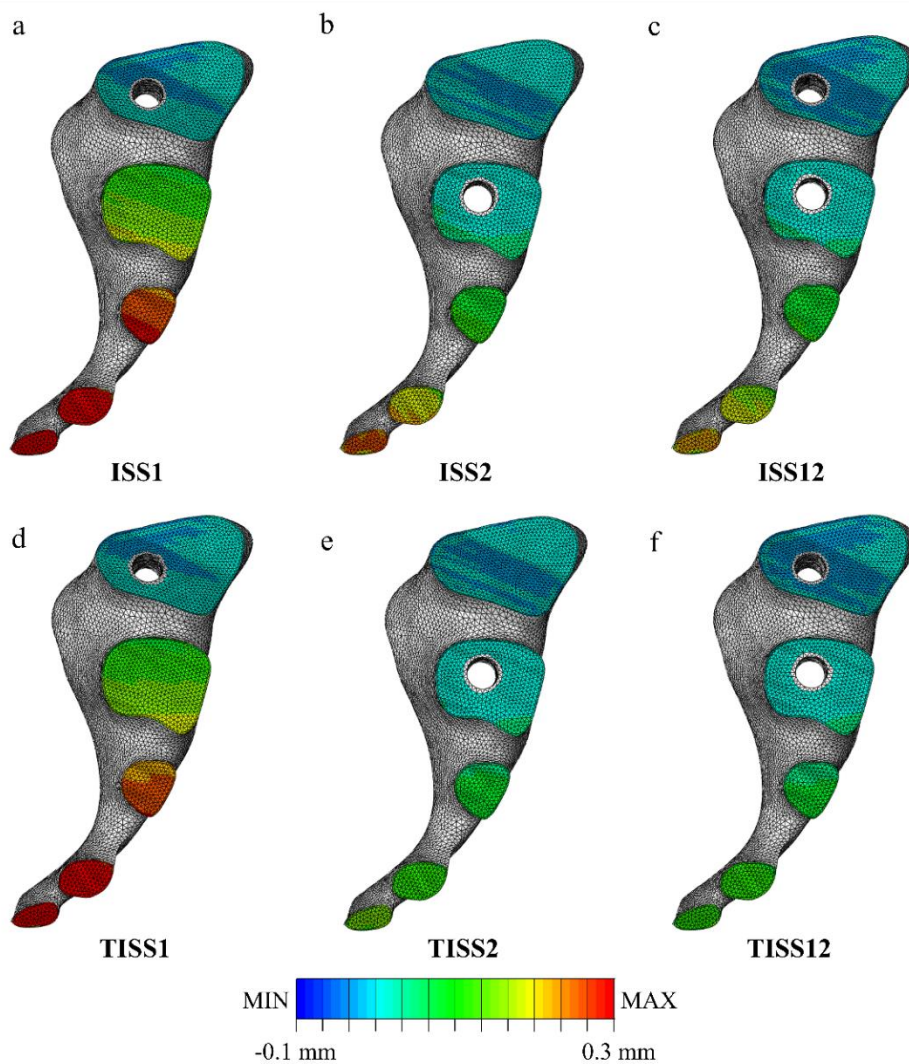 a b c
ISS1 ISS2 ISS12
d e f
TISS1 TISS2 TISS12
MIN MAX
-0.1 mm 0.3 mm